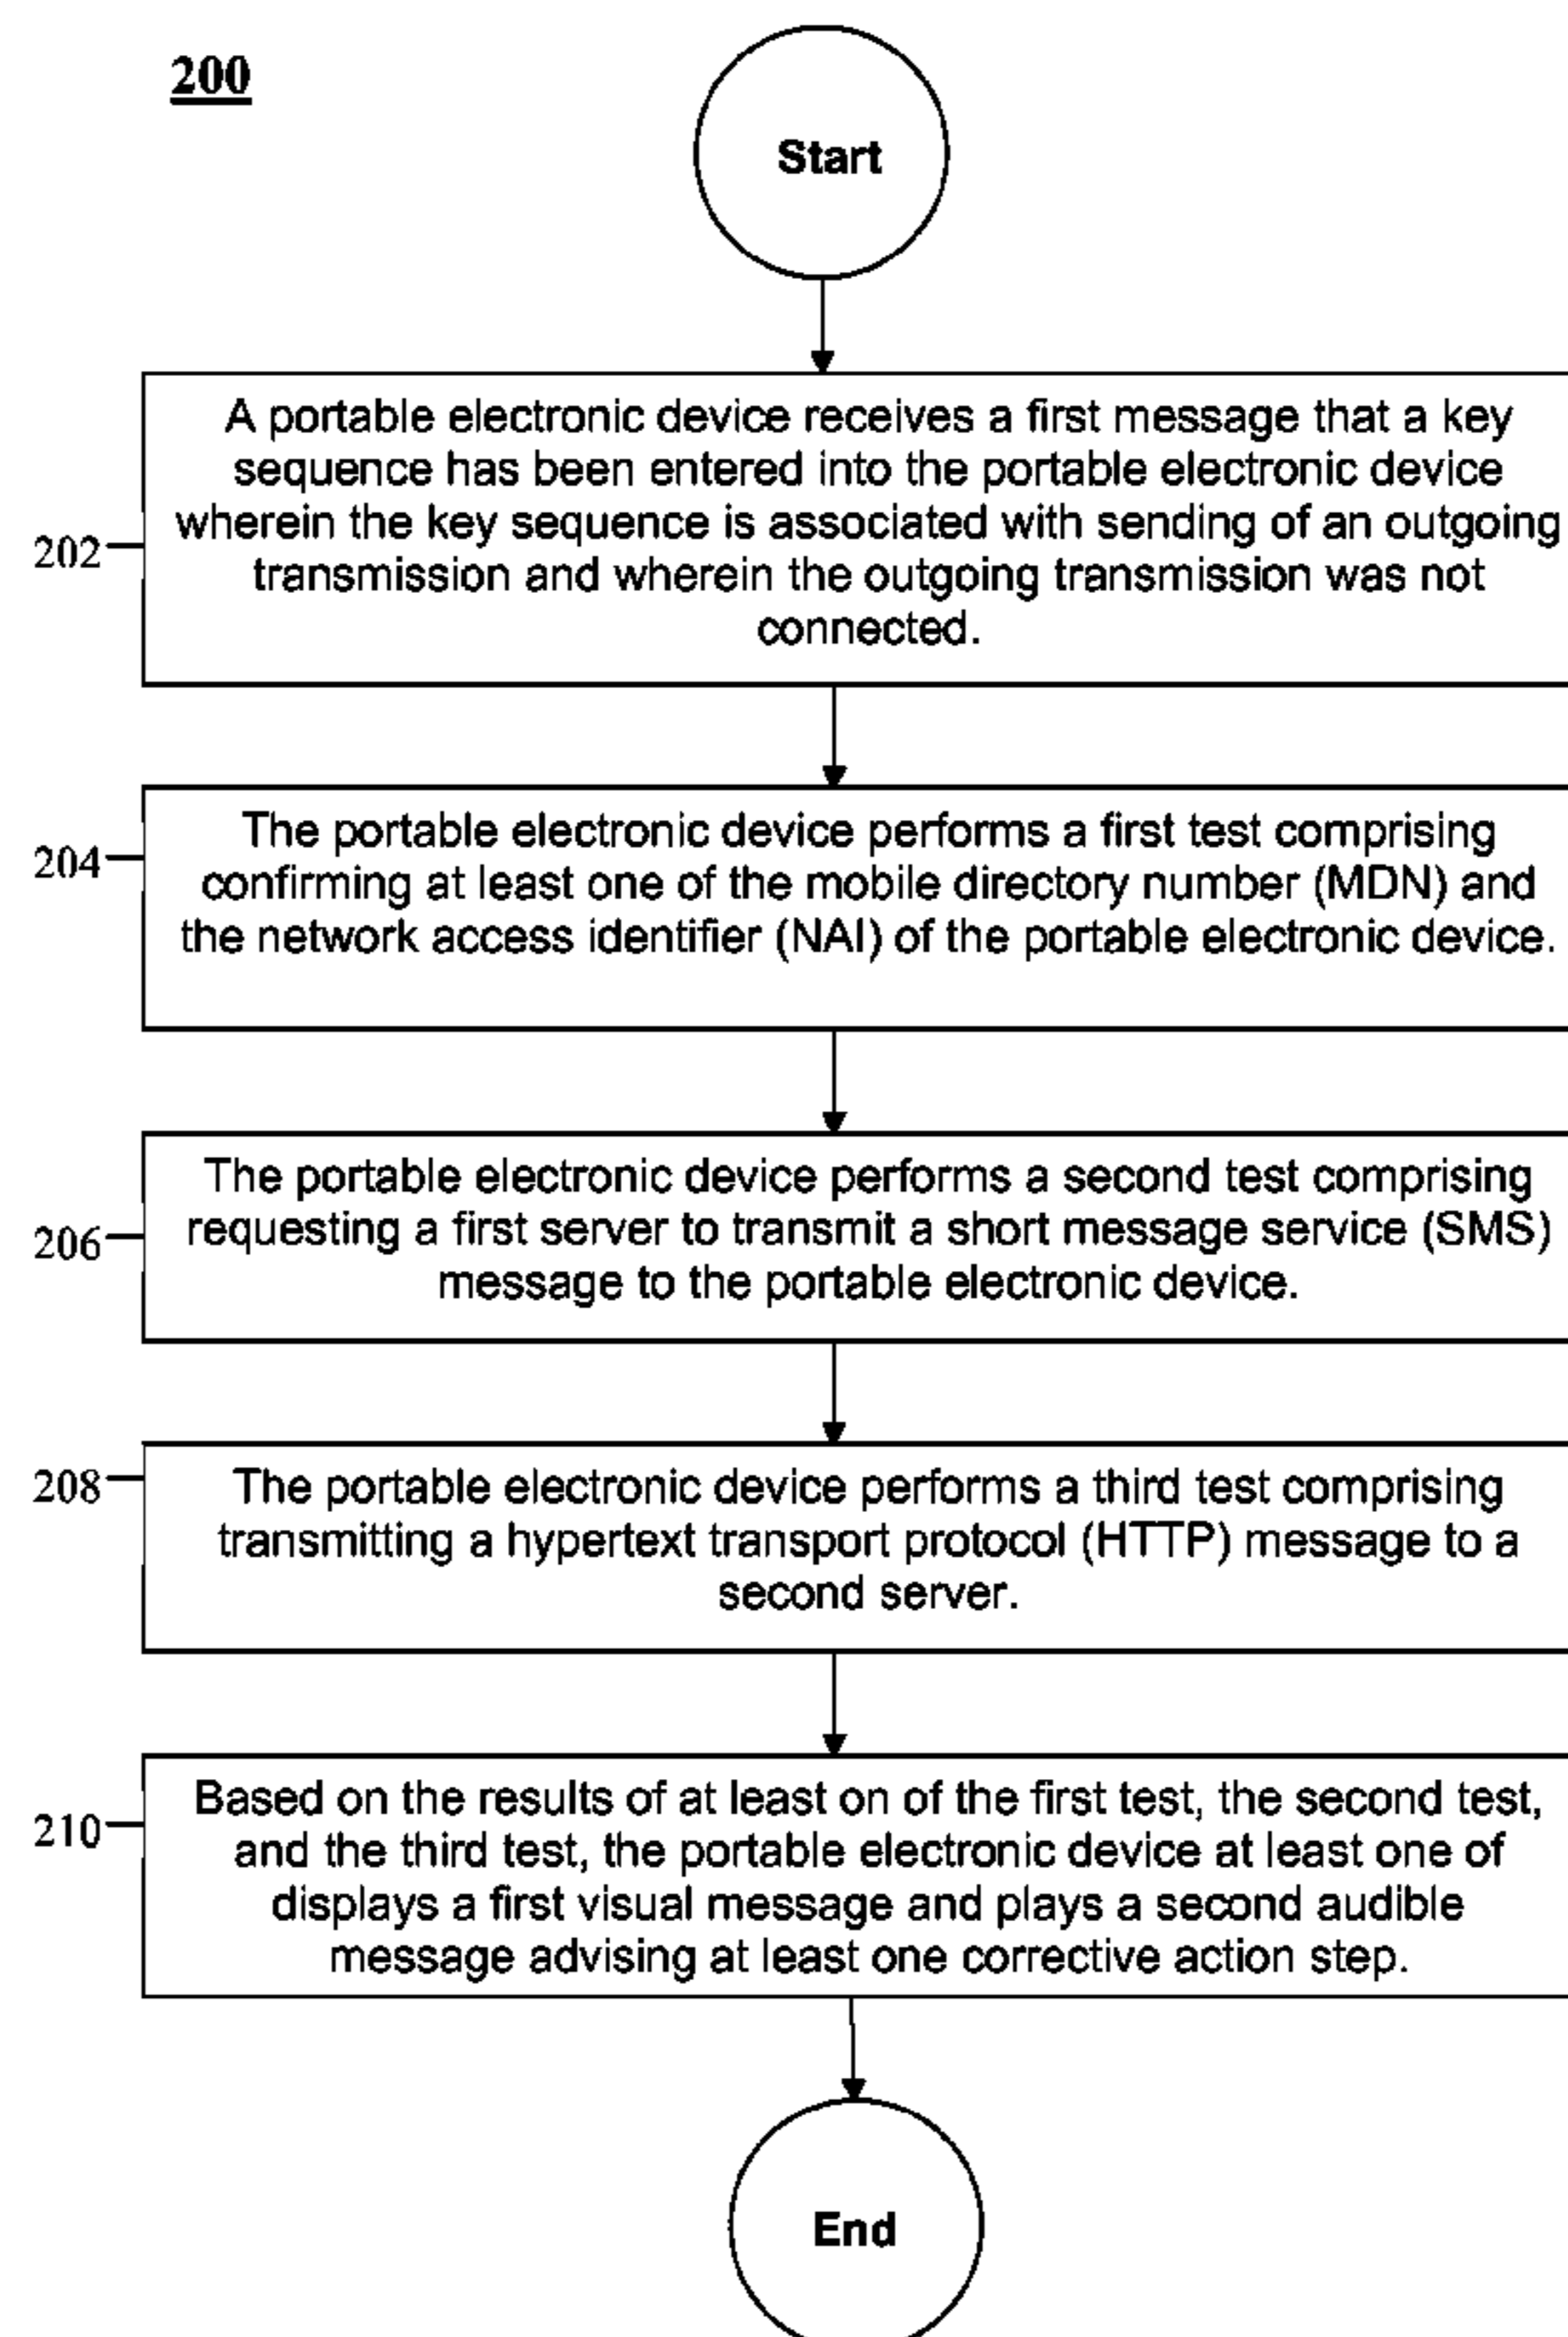 200
Start
A portable electronic device receives a first message that a key
sequence has been entered into the portable electronic device
wherein the key sequence is associated with sending of an outgoing
transmission and wherein the outgoing transmission was not
connected.
202
The portable electronic device performs a first test comprising
confirming at least one of the mobile directory number (MDN) and
the network access identifier (NAI) of the portable electronic device.
204
The portable electronic device performs a second test comprising
requesting a first server to transmit a short message service (SMS)
message to the portable electronic device.
206
The portable electronic device performs a third test comprising
transmitting a hypertext transport protocol (HTTP) message to a
second server.
208
Based on the results of at least on of the first test, the second test,
and the third test, the portable electronic device at least one of
displays a first visual message and plays a second audible
message advising at least one corrective action step.
210
End